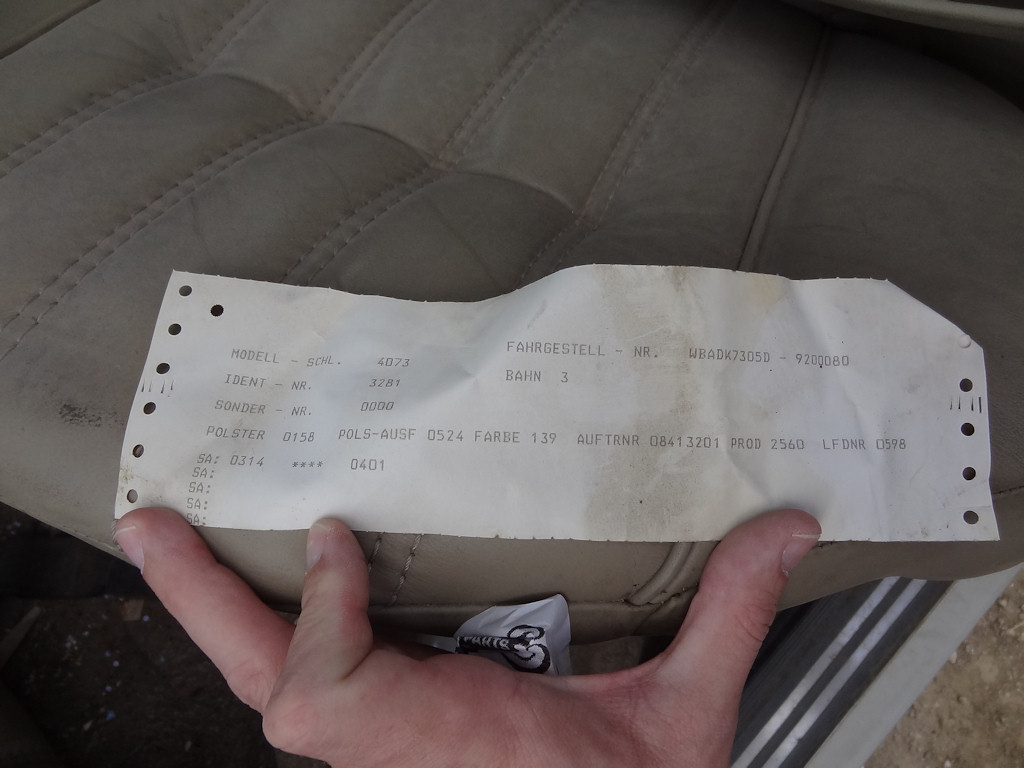 MODELL - SCHL. 4073 FAHRGESTELL - NR. WBADK7305D - 9200080
IDENT - NR. 3281 BAHN 3
SONDER - NR. 0000
POLSTER 0158 POLS-AUSF 0524 FARBE 139 AUFTRNR 08413201 PROD 2560 LFDNR 0598
SA: 0314 **** 0401
SA:
SA:
SA:
SA: